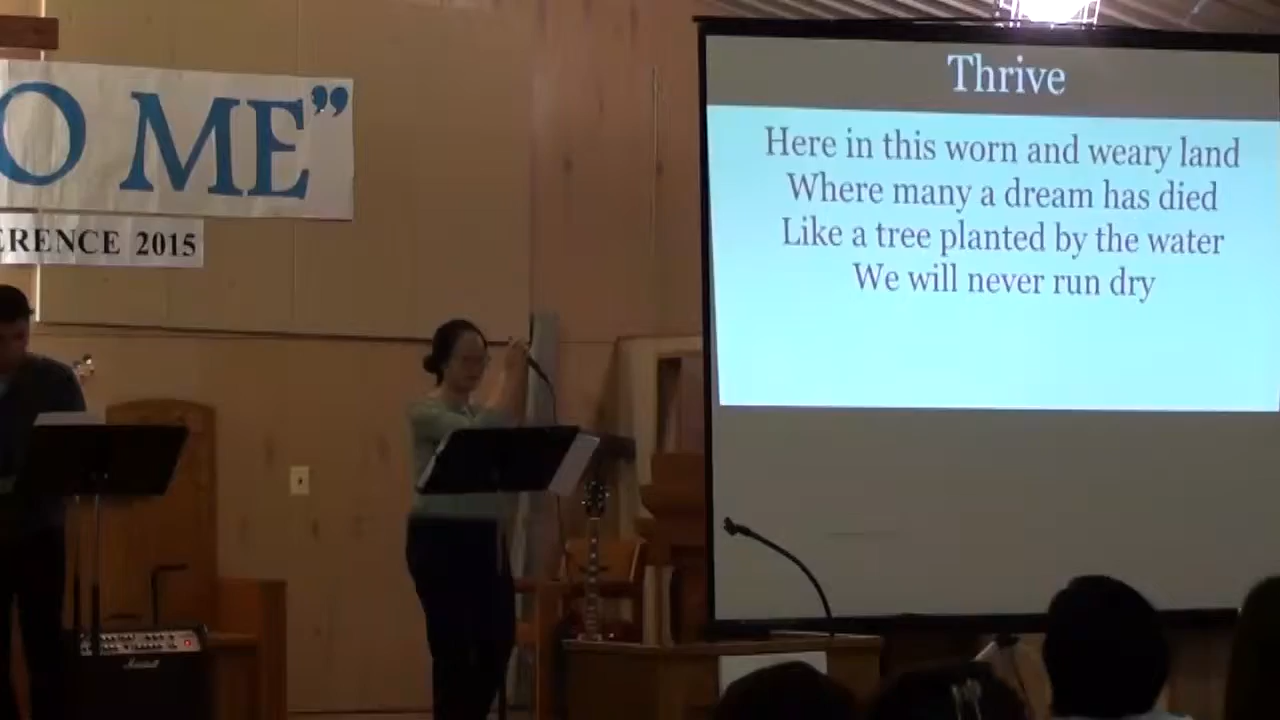 O ME”
ERENCE 2015
Thrive
Here in this worn and weary land
Where many a dream has died
Like a tree planted by the water
We will never run dry
Marshall